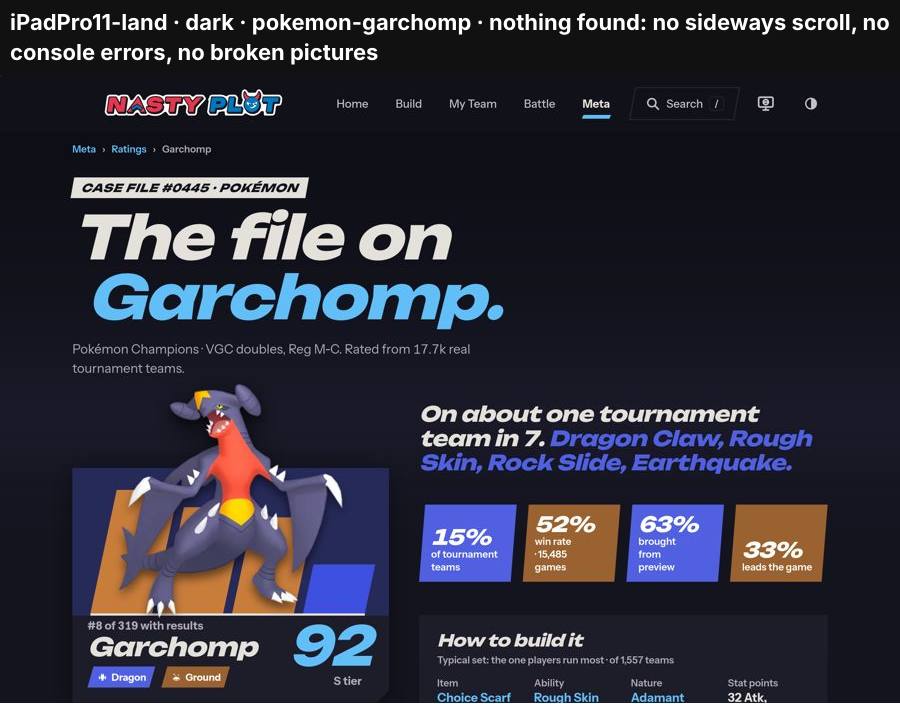 iPadPro11-land · dark · pokemon-garchomp · nothing found: no sideways scroll, no
console errors, no broken pictures
NASTY PLOT
Home
Build
My Team
Battle
Meta
Search /
Meta › Ratings › Garchomp
CASE FILE #0445 · POKÉMON
The file on
Garchomp.
Pokémon Champions · VGC doubles, Reg M-C. Rated from 17.7k real
tournament teams.
On about one tournament
team in 7. Dragon Claw, Rough
Skin, Rock Slide, Earthquake.
15%
of tournament
teams
52%
win rate
· 15,485
games
63%
brought
from
preview
33%
leads the game
#8 of 319 with results
Garchomp
92
S tier
Dragon
Ground
How to build it
Typical set: the one players run most · of 1,557 teams
Item
Choice Scarf
Ability
Rough Skin
Nature
Adamant
Stat points
32 Atk,